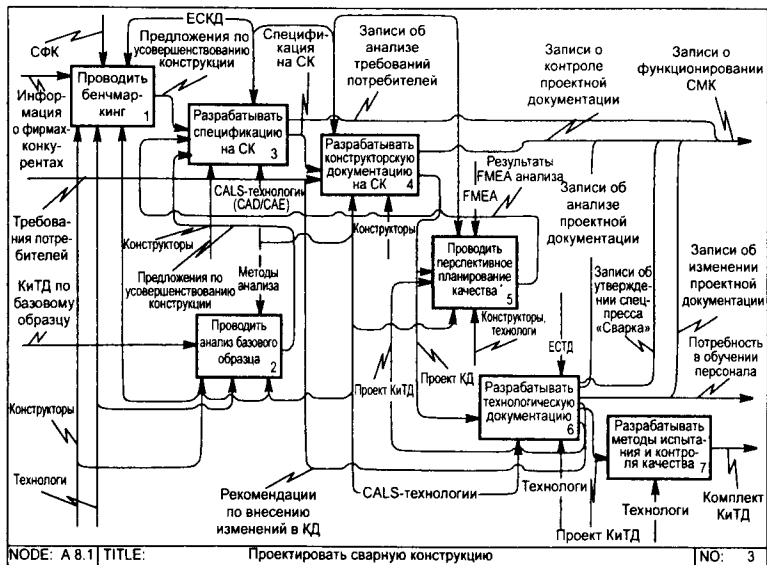 ЕСКД
СФК
Предложения по
усовершенствованию
конструкции
Специфи-
кация
на СК
Записи об
анализе
требований
потребителей
Записи о
контроле
проектной
документации
Записи о
функционировании
СМК
Проводить
бенчмар-
кинг
1
Инфор-
мация
о фирмах-
конку-
рентах
Разрабатывать
спецификацию
на СК
3
Разрабатывать
конструкторскую
документацию
на СК
4
Результаты
FMEA анализа
FMEA
CALS-технологии
(CAD/CAE)
Требова-
ния потре-
бителей
Конструкторы
Конструкторы
Предложения по
усовершенствованию
конструкции
Методы
анализа
Проводить
перспективное
планирование
качества
5
Записи об
анализе
проектной
документации
Записи об
утверж-
дении спец-
пресса
«Сварка»
Записи об
изменении
проектной
документации
КиТД по
базовому
образцу
Проводить
анализ базового
образца
2
Конструкторы,
технологи
ЕСТД
Потребность
в обучении
персонала
Проект КиТД
Проект КД
Разрабатывать
технологическую
документацию
6
Разрабатывать
методы испыта-
ния и контро-
ля качества
7
Конструкторы
Технологи
Рекомендации
по внесению
изменений в КД
CALS-технологии
Технологи
Проект КиТД
Технологи
Комплект
КиТД
NODE: А 8.1 TITLE: Проектировать сварную конструкцию NO: 3